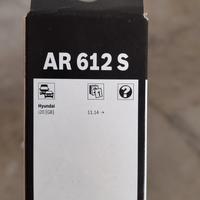 AR 612 S
Hyundai
i20 [GB]
11.14 →